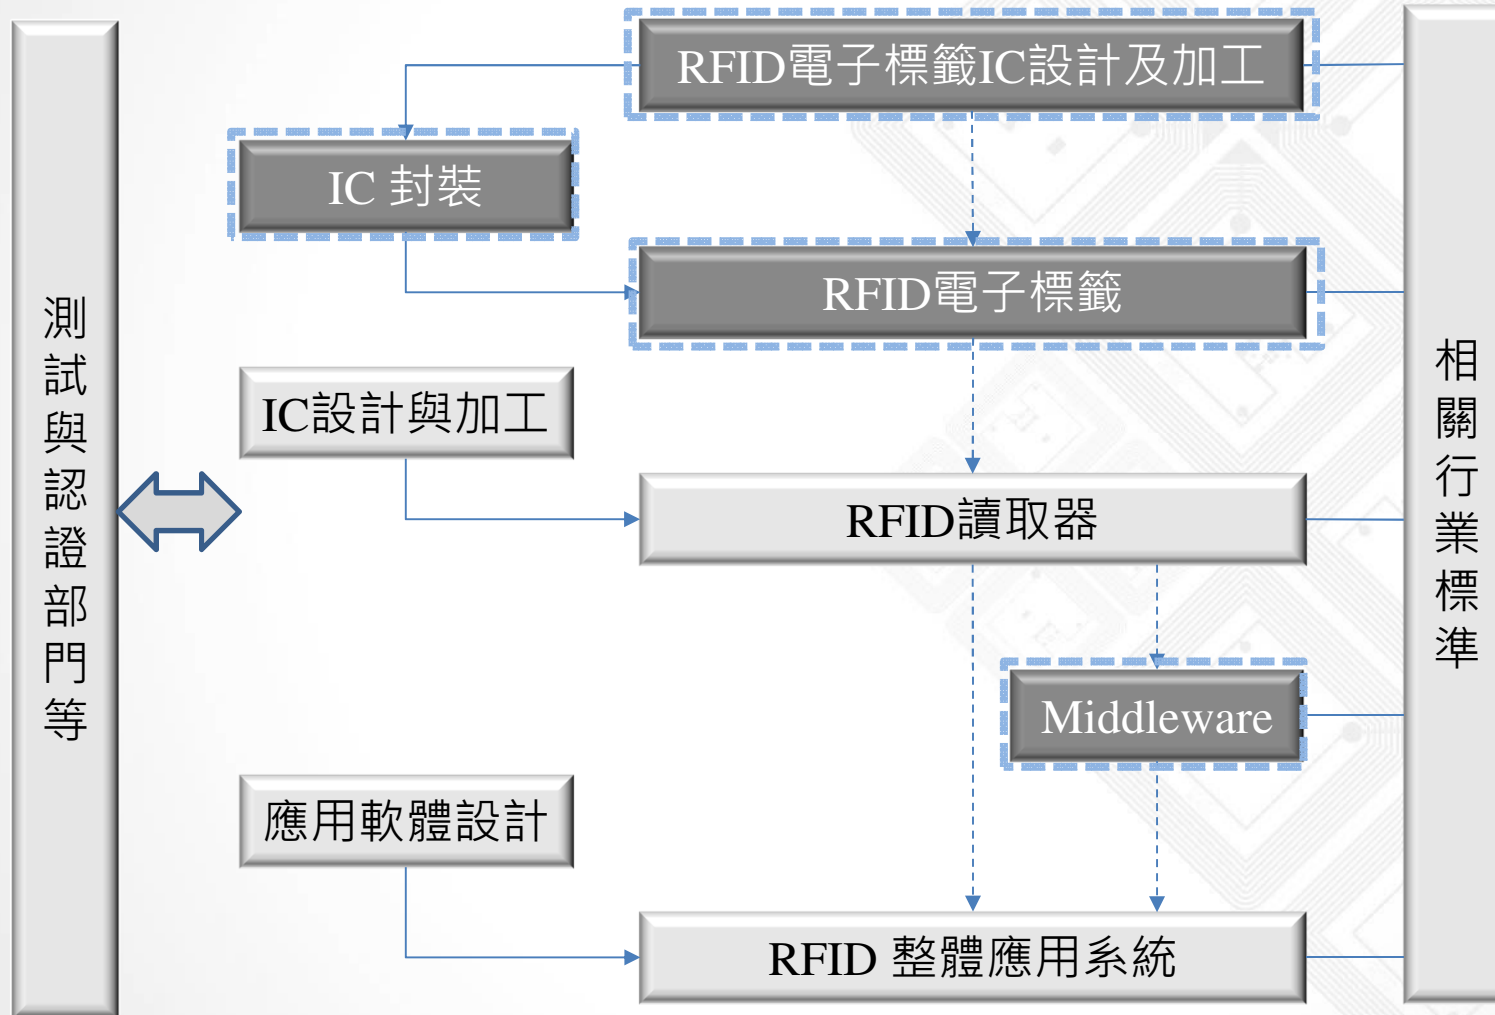 RFID電子標籤IC設計及加工
IC 封裝
RFID電子標籤
測試與認證部門等
IC設計與加工
RFID讀取器
相關行業標準
Middleware
應用軟體設計
RFID 整體應用系統